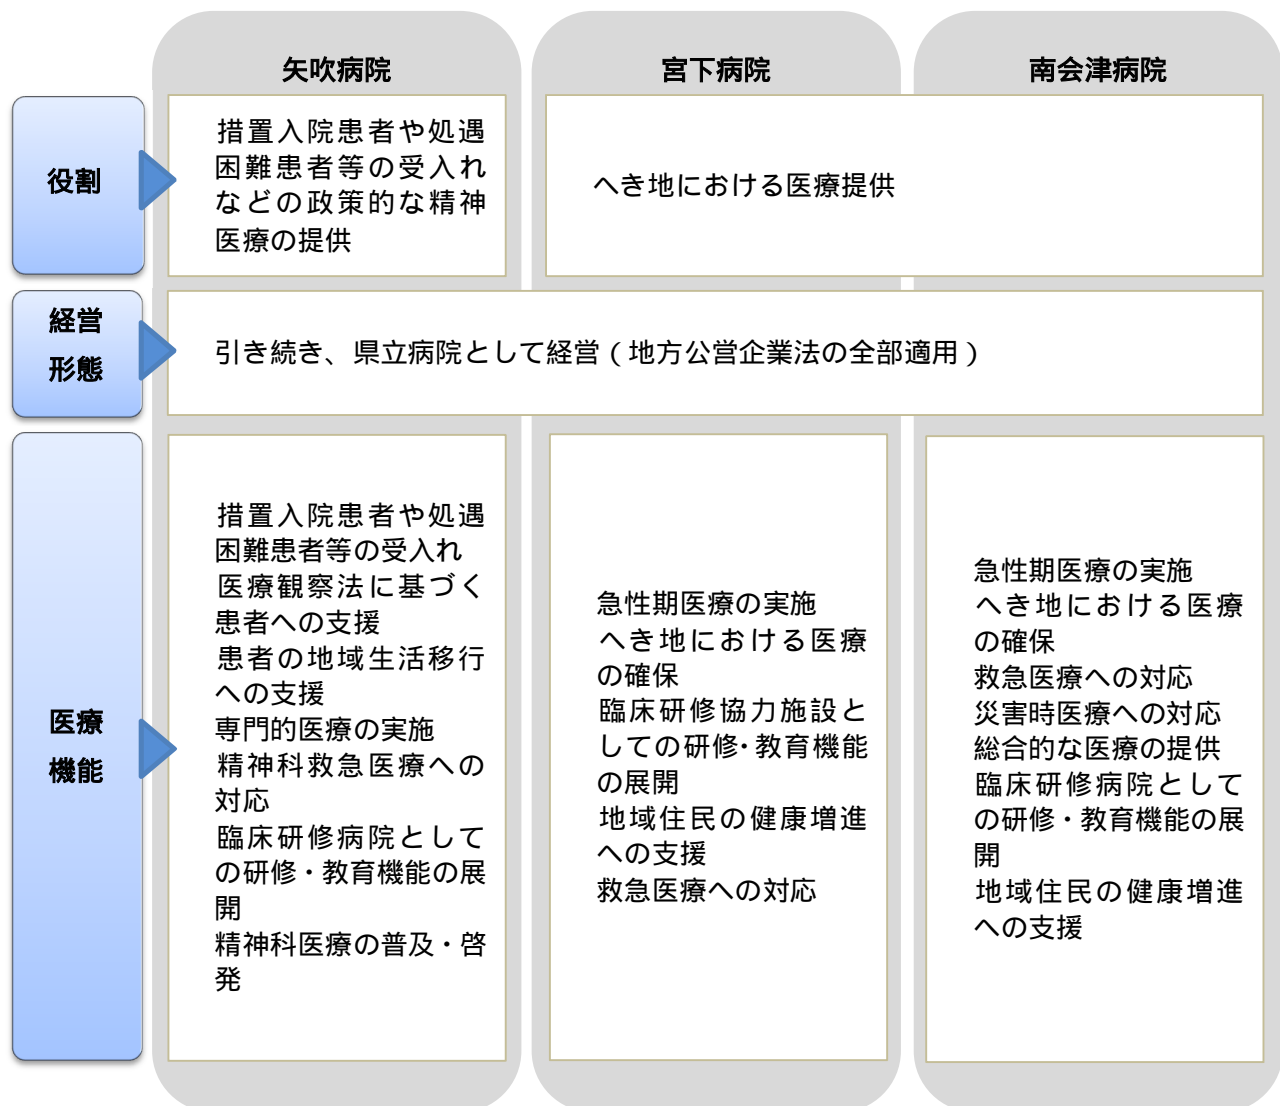 矢吹病院
宮下病院
南会津病院
役割
措置入院患者や処遇
困難患者等の受入れ
などの政策的な精神
医療の提供
へき地における医療提供
経営
形態
引き続き、県立病院として経営（地方公営企業法の全部適用）
医療
機能
措置入院患者や処遇
困難患者等の受入れ
医療観察法に基づく
患者への支援
患者の地域生活移行
への支援
専門的医療の実施
精神科救急医療への
対応
臨床研修病院として
の研修・教育機能の展
開
精神科医療の普及・啓
発
急性期医療の実施
へき地における医療
の確保
臨床研修協力施設と
しての研修・教育機能
の展開
地域住民の健康増進
への支援
救急医療への対応
急性期医療の実施
へき地における医療
の確保
救急医療への対応
災害時医療への対応
総合的な医療の提供
臨床研修病院として
の研修・教育機能の展
開
地域住民の健康増進
への支援